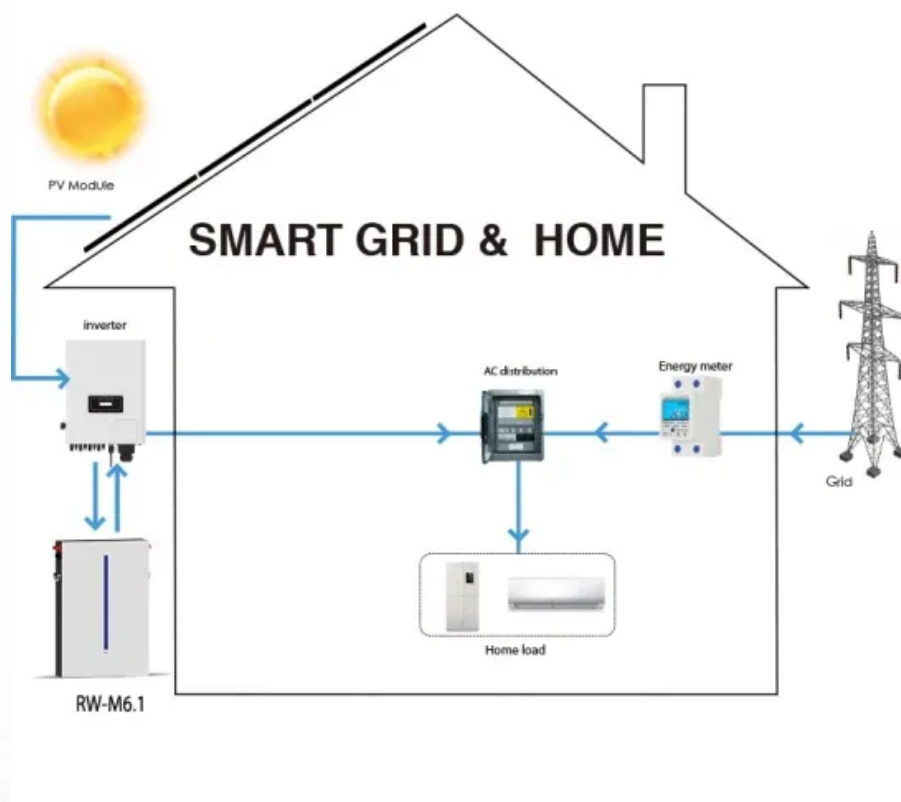 PV Module
SMART GRID & HOME
inverter
AC distribution
Energy meter
Grid
Home load
RW-M6.1